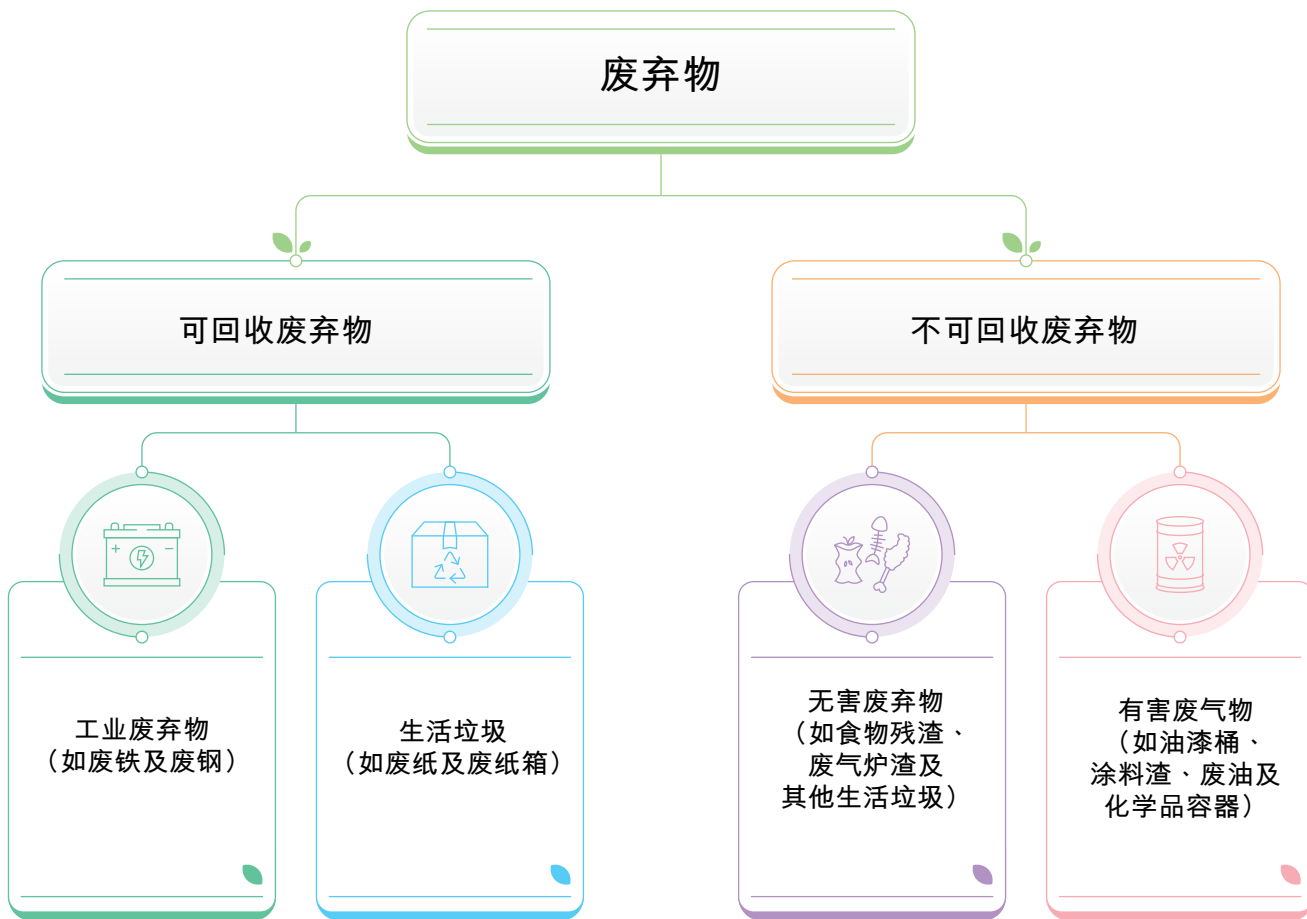 废弃物
可回收废弃物
不可回收废弃物
工业废弃物
（如废铁及废钢）
生活垃圾
（如废纸及废纸箱）
无害废弃物
（如食物残渣、
废气炉渣及
其他生活垃圾）
有害废气物
（如油漆桶、
涂料渣、废油及
化学品容器）